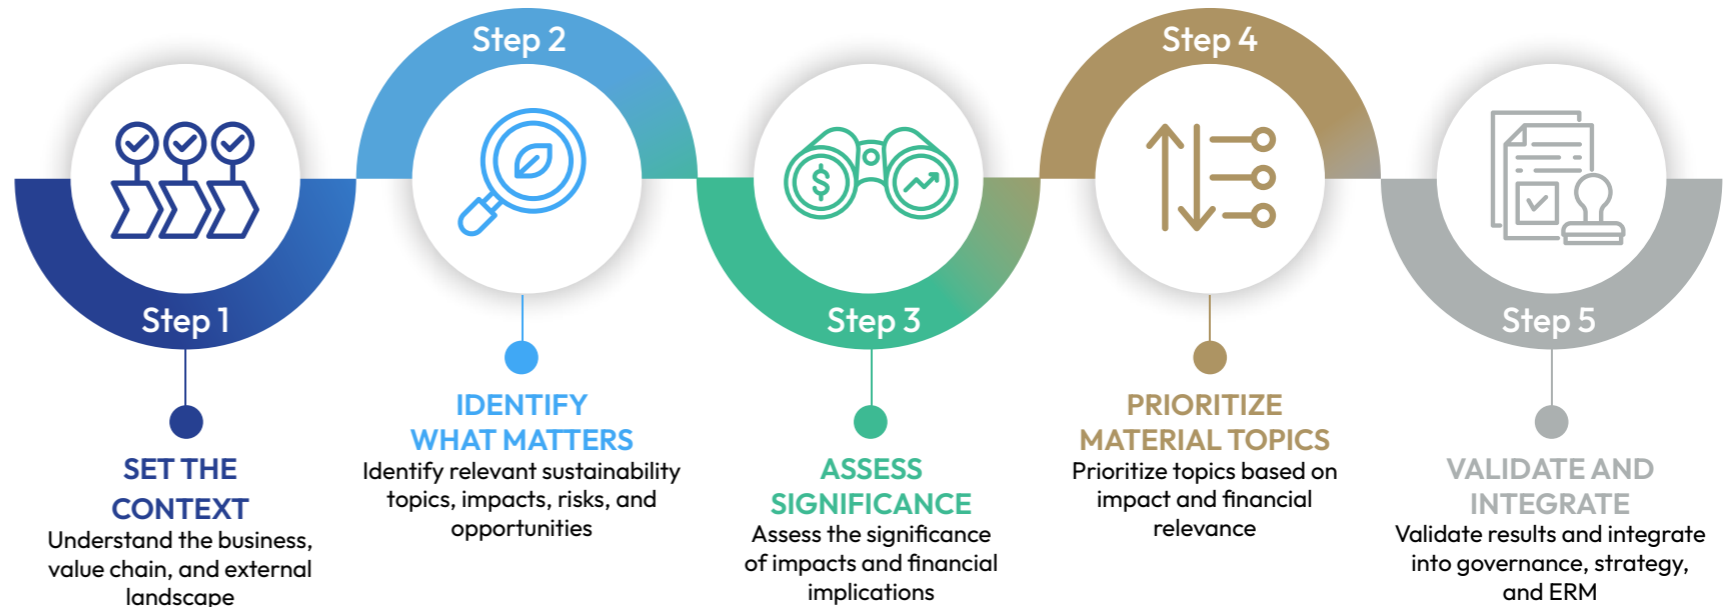 Step 1
SET THE
CONTEXT
Understand the business,
value chain, and external
landscape
Step 2
IDENTIFY
WHAT MATTERS
Identify relevant sustainability
topics, impacts, risks, and
opportunities
Step 3
ASSESS
SIGNIFICANCE
Assess the significance
of impacts and financial
implications
Step 4
PRIORITIZE
MATERIAL TOPICS
Prioritize topics based on
impact and financial
relevance
Step 5
VALIDATE AND
INTEGRATE
Validate results and integrate
into governance, strategy,
and ERM
$